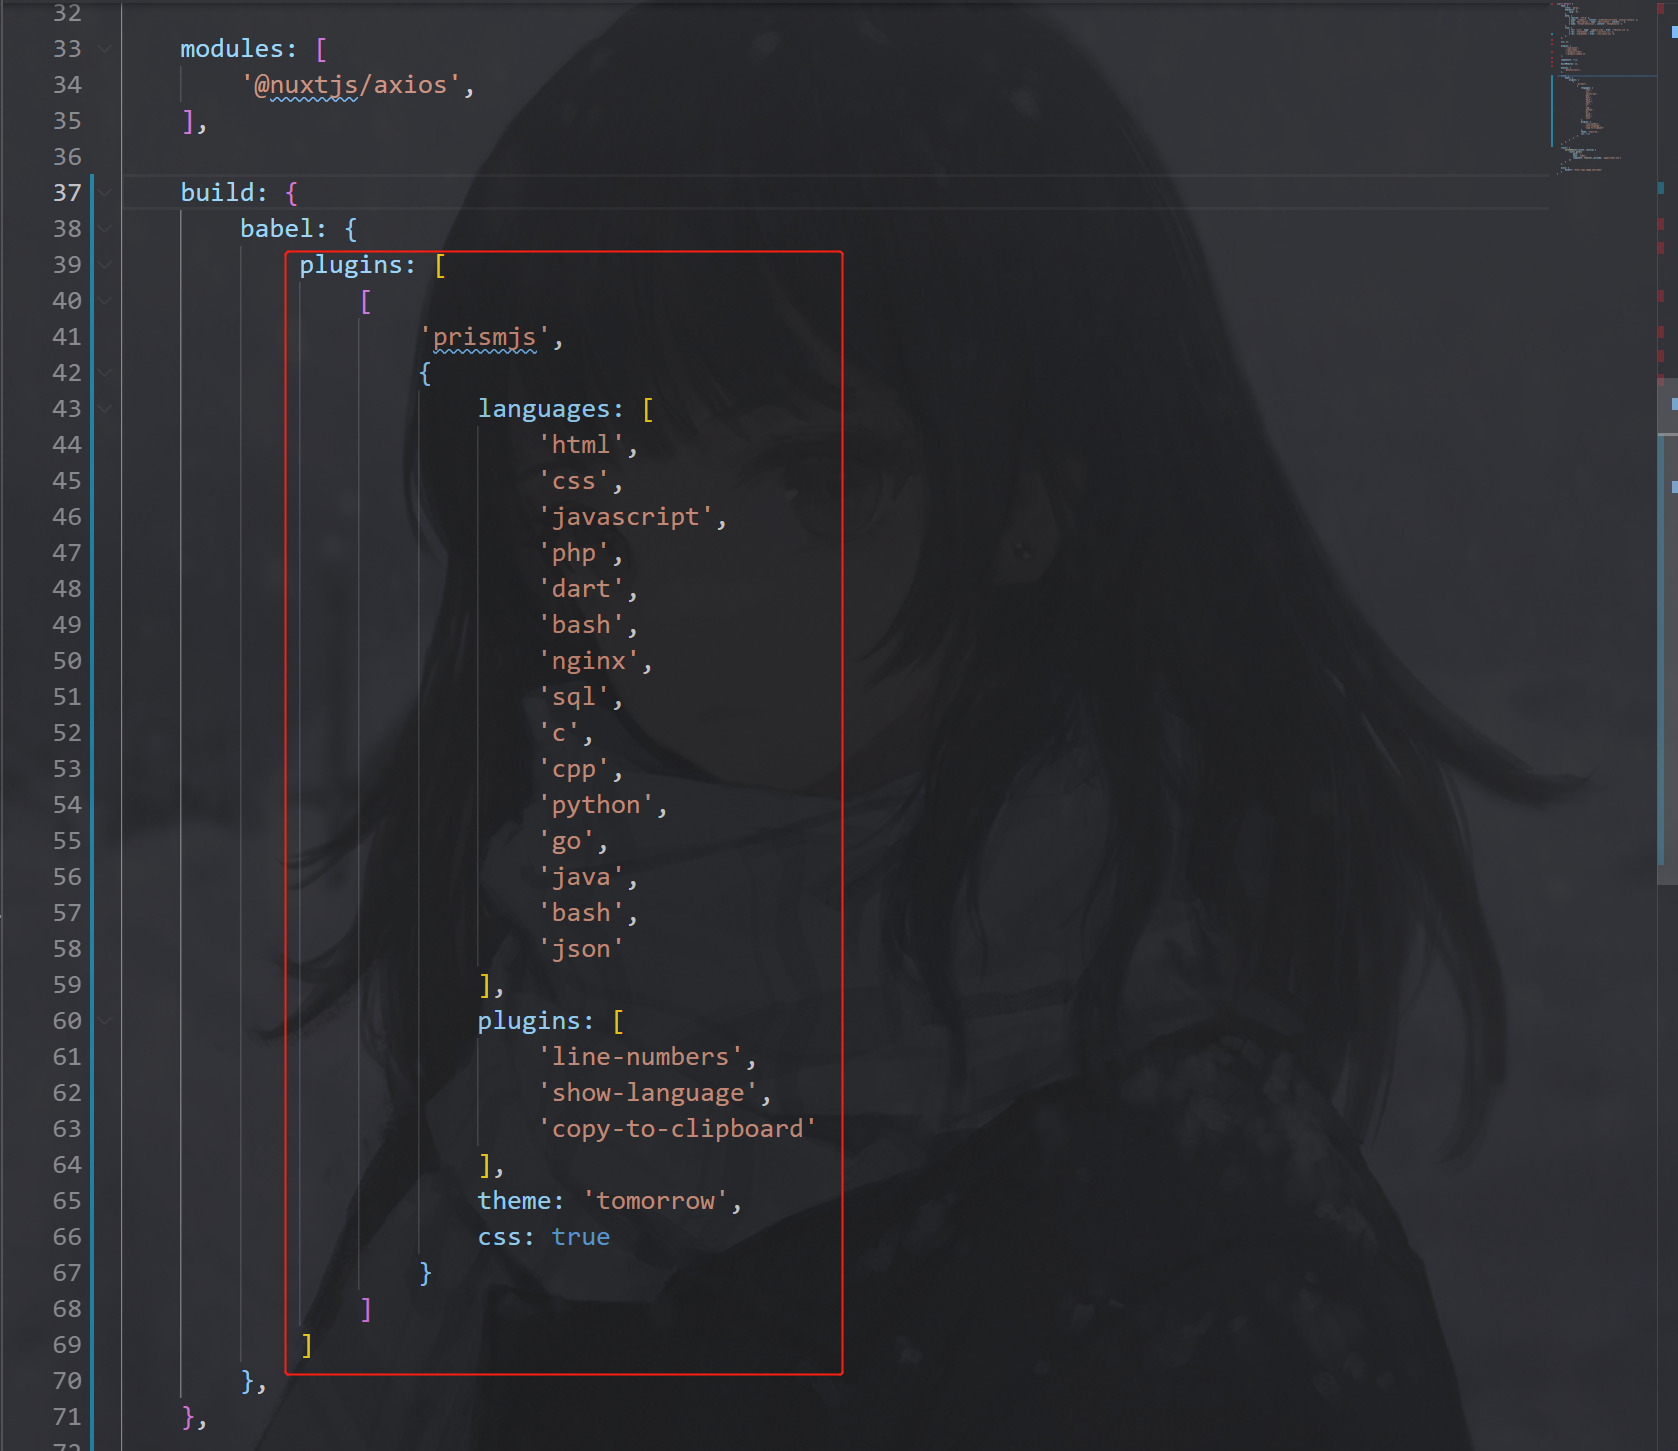 32
33 modules: [
34 '@nuxtjs/axios',
35 ],
36
37 build: {
38 babel: {
39 plugins: [
40 [
41 'prismjs',
42 {
43 languages: [
44 'html',
45 'css',
46 'javascript',
47 'php',
48 'dart',
49 'bash',
50 'nginx',
51 'sql',
52 'c',
53 'cpp',
54 'python',
55 'go',
56 'java',
57 'bash',
58 'json'
59 ],
60 plugins: [
61 'line-numbers',
62 'show-language',
63 'copy-to-clipboard'
64 ],
65 theme: 'tomorrow',
66 css: true
67 }
68 ]
69 ]
70 },
71 },